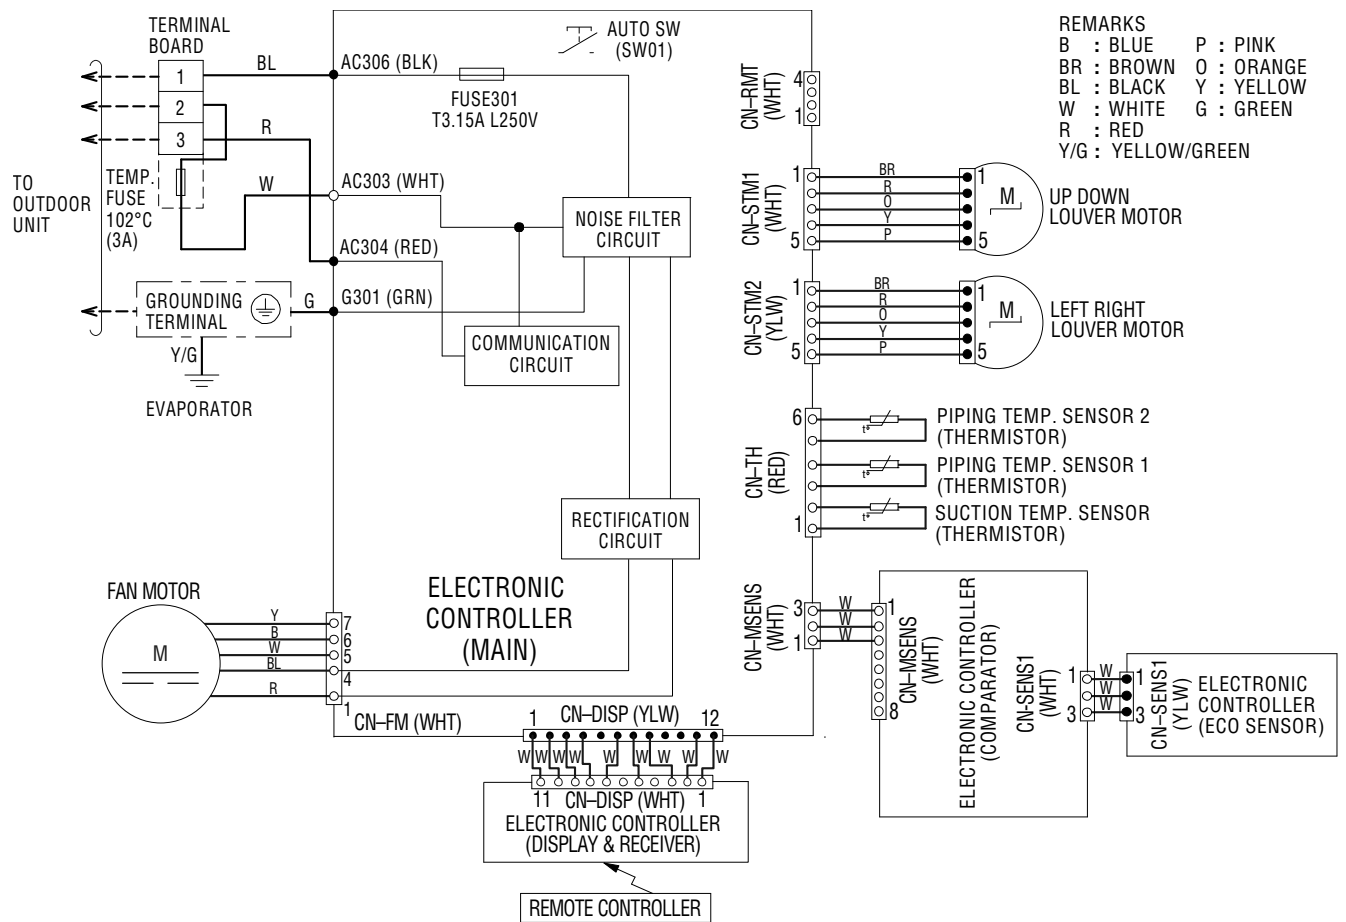 TERMINAL
BOARD
1
2
3
BL
R
W
TEMP.
FUSE
102°C
(3A)
TO
OUTDOOR
UNIT
GROUNDING
TERMINAL
G
Y/G
EVAPORATOR
AC306 (BLK)
FUSE301
T3.15A L250V
AUTO SW
(SW01)
AC303 (WHT)
AC304 (RED)
G301 (GRN)
NOISE FILTER
CIRCUIT
COMMUNICATION
CIRCUIT
RECTIFICATION
CIRCUIT
ELECTRONIC
CONTROLLER
(MAIN)
FAN MOTOR
M
Y
B
W
BL
R
7
6
5
4
1
CN–FM (WHT)
CN–DISP (YLW)
1
12
W
W
W
W
W
W
W
W
11
CN–DISP (WHT)
1
ELECTRONIC CONTROLLER
(DISPLAY & RECEIVER)
REMOTE CONTROLLER
CN–RMT
(WHT)
4
1
CN–STM1
(WHT)
1
5
BR
R
O
Y
P
1
5
M
UP DOWN
LOUVER MOTOR
CN–STM2
(YLW)
1
5
BR
R
O
Y
P
1
5
M
LEFT RIGHT
LOUVER MOTOR
CN–TH
(RED)
6
1
t°
PIPING TEMP. SENSOR 2
(THERMISTOR)
t°
PIPING TEMP. SENSOR 1
(THERMISTOR)
t°
SUCTION TEMP. SENSOR
(THERMISTOR)
CN–MSENS
(WHT)
3
1
W
W
W
1
8
CN–MSENS
(WHT)
ELECTRONIC CONTROLLER
(COMPARATOR)
CN-SENS1
(WHT)
1
3
W
W
W
1
3
CN–SENS1
(YLW)
ELECTRONIC
CONTROLLER
(ECO SENSOR)
REMARKS
B : BLUE P : PINK
BR : BROWN O : ORANGE
BL : BLACK Y : YELLOW
W : WHITE G : GREEN
R : RED
Y/G : YELLOW/GREEN